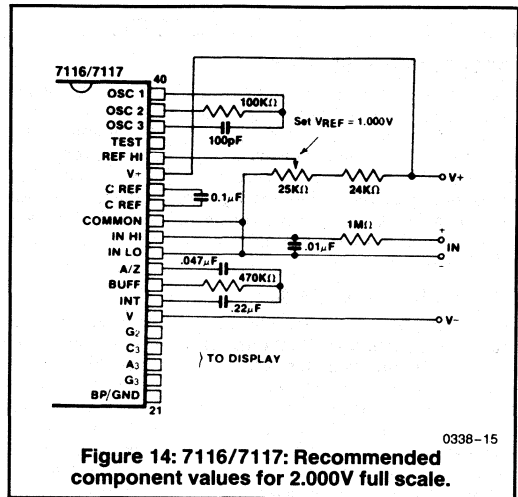 7116/7117
40
OSC 1
OSC 2
OSC 3
TEST
REF HI
V+
C REF
C REF
COMMON
IN HI
IN LO
A/Z
BUFF
INT
V
G2
C3
A3
G3
BP/GND
21
100KΩ
100pF
Set VREF = 1.000V
25KΩ
24KΩ
V+
0.1μF
1MΩ
+
IN
-
.01μF
.047μF
470KΩ
.22μF
V-
} TO DISPLAY
0338-15
Figure 14: 7116/7117: Recommended
component values for 2.000V full scale.